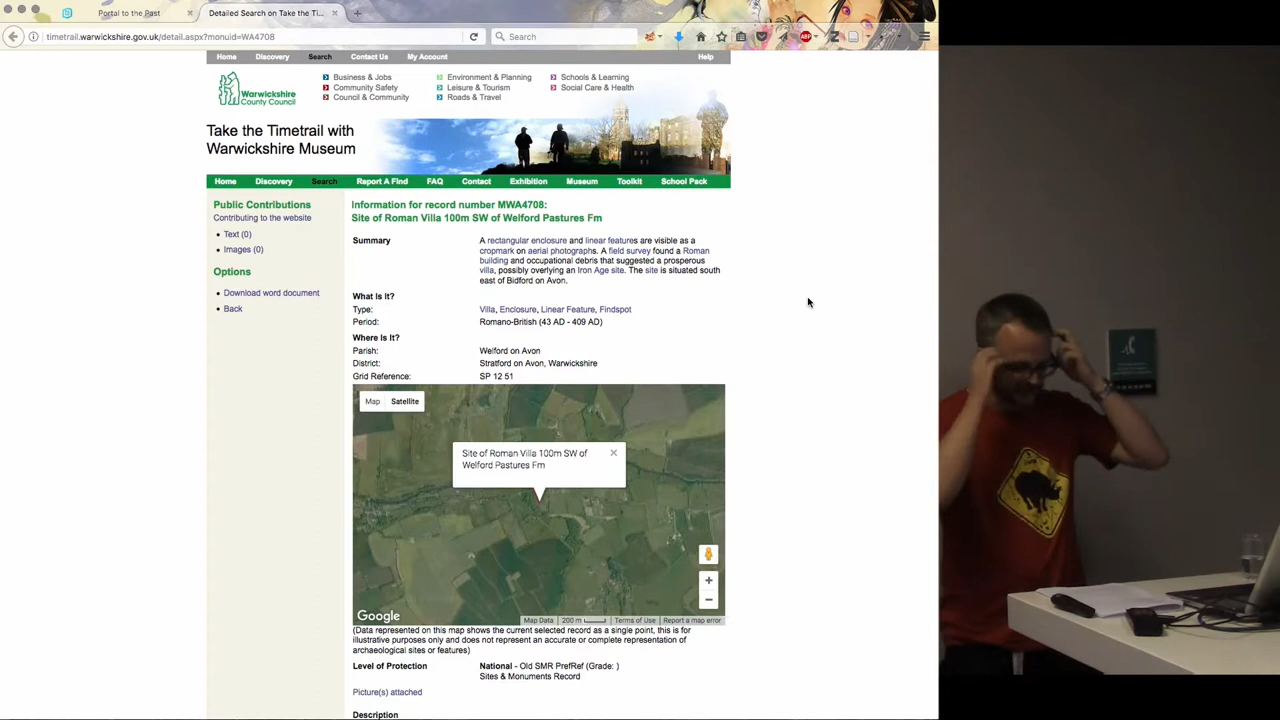 Portal to the Past
Detailed Search on Take the Ti...
timetrail.warwickshire.gov.uk/detail.aspx?monuid=WA4708
Search
ABP
Home Discovery Search Contact Us My Account Help
Business & Jobs Environment & Planning Schools & Learning
Community Safety Leisure & Tourism Social Care & Health
Council & Community Roads & Travel
Warwickshire
County Council
Take the Timetrail with
Warwickshire Museum
Home Discovery Search Report A Find FAQ Contact Exhibition Museum Toolkit School Pack
Public Contributions
Contributing to the website
Text (0)
Images (0)
Options
Download word document
Back
Information for record number MWA4708:
Site of Roman Villa 100m SW of Welford Pastures Fm
Summary
A rectangular enclosure and linear features are visible as a
cropmark on aerial photographs. A field survey found a Roman
building and occupational debris that suggested a prosperous
villa, possibly overlying an Iron Age site. The site is situated south
east of Bidford on Avon.
What Is It?
Type: Villa, Enclosure, Linear Feature, Findspot
Period: Romano-British (43 AD - 409 AD)
Where Is It?
Parish: Welford on Avon
District: Stratford on Avon, Warwickshire
Grid Reference: SP 12 51
Map Satellite
Site of Roman Villa 100m SW of
Welford Pastures Fm
Google
Map Data 200 m Terms of Use Report a map error
(Data represented on this map shows the current selected record as a single point, this is for
illustrative purposes only and does not represent an accurate or complete representation of
archaeological sites or features)
Level of Protection National - Old SMR PrefRef (Grade: )
Sites & Monuments Record
Picture(s) attached
Description